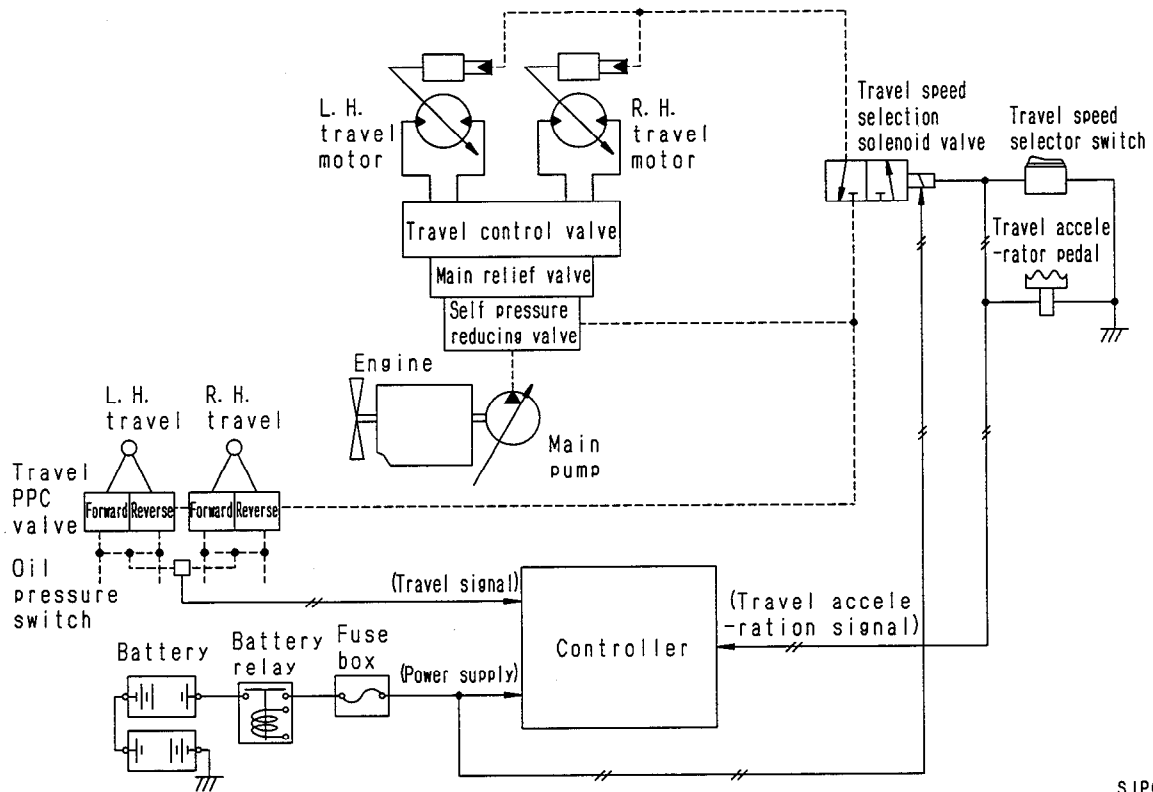 L. H.
travel
motor
R. H.
travel
motor
Travel speed
selection
solenoid valve
Travel speed
selector switch
Travel control valve
Main relief valve
Self pressure
reducing valve
Travel accele
-rator pedal
Engine
Main
pump
L. H.
travel
R. H.
travel
Travel
PPC
valve
Forward
Reverse
Forward
Reverse
Oil
pressure
switch
(Travel signal)
Controller
(Travel accele
-ration signal)
Battery
Battery
relay
Fuse
box
(Power supply)